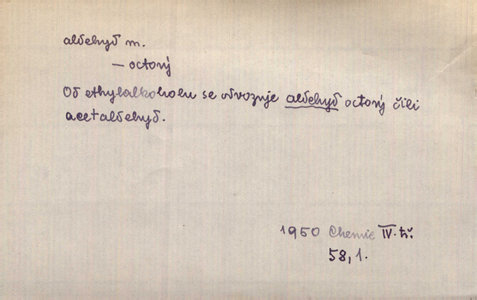 aldehyd m.
— octový
Od ethylalkoholu se odvozuje aldehyd octový čili
acetaldehyd.
1950 Chemie IV. tř.
58, 1.